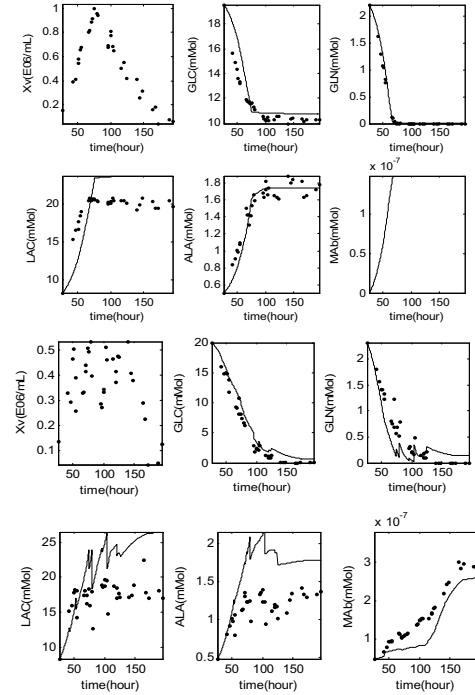 Xv(E06/mL)
1
0.8
0.6
0.4
0.2
50 100 150
time(hour)
GLC(mMol)
18
16
14
12
10
50 100 150
time(hour)
GLN(mMol)
2
1.5
1
0.5
0
50 100 150
time(hour)
LAC(mMol)
20
15
10
50 100 150
time(hour)
ALA(mMol)
1.8
1.6
1.4
1.2
1
0.8
0.6
50 100 150
time(hour)
x 10-7
MAb(mMol)
1
50 100 150
time(hour)
Xv(E06/mL)
0.5
0.4
0.3
0.2
0.1
50 100 150
time(hour)
GLC(mMol)
20
15
10
5
0
50 100 150
time(hour)
GLN(mMol)
2
1.5
1
0.5
0
50 100 150
time(hour)
LAC(mMol)
25
20
15
10
50 100 150
time(hour)
ALA(mMol)
2
1.5
1
0.5
50 100 150
time(hour)
x 10-7
MAb(mMol)
3
2
1
0 50 100 150
time(hour)